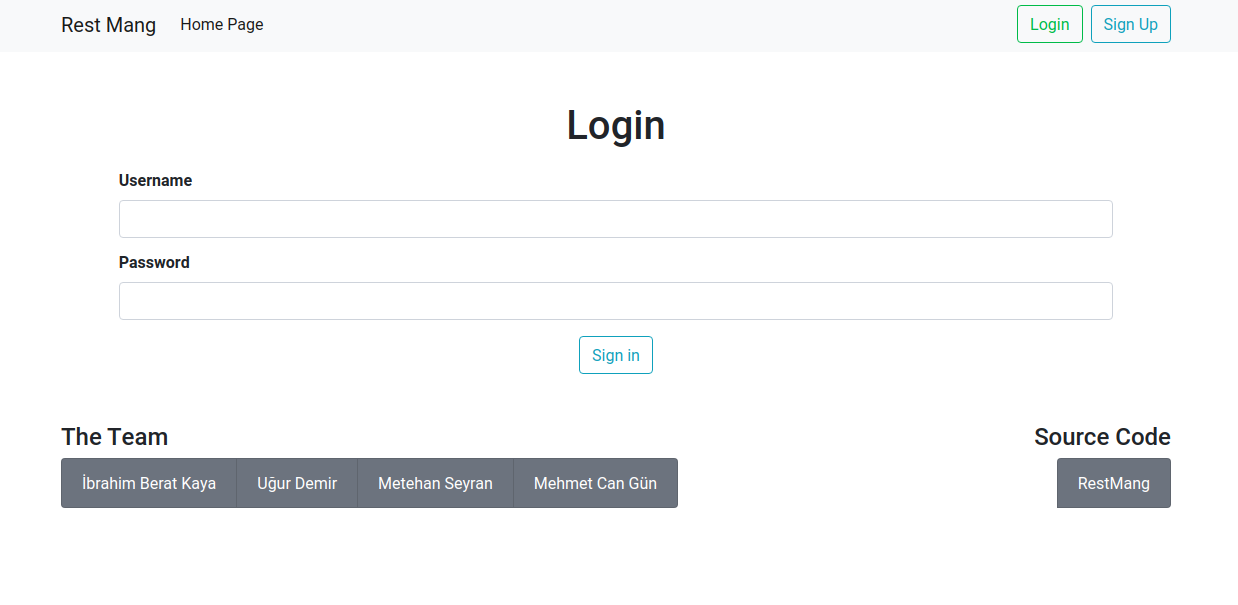 Rest Mang Home Page Login Sign Up
Login
Username
Password
Sign in
The Team Source Code
İbrahim Berat Kaya Uğur Demir Metehan Seyran Mehmet Can Gün RestMang